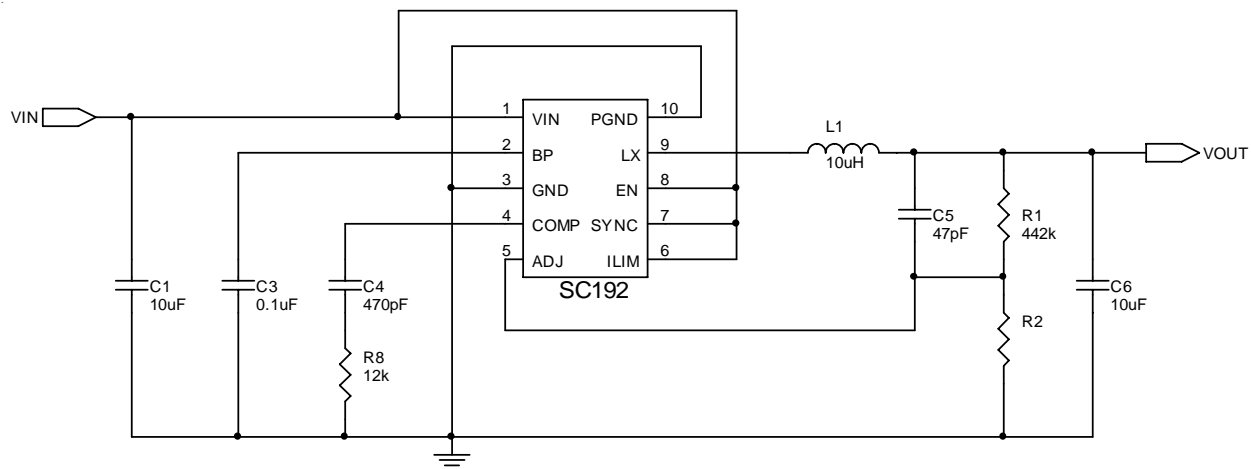 VIN
1
VIN
PGND
10
2
BP
LX
9
3
GND
EN
8
4
COMP
SYNC
7
5
ADJ
ILIM
6
SC192
L1
10uH
VOUT
C5
47pF
R1
442k
C1
10uF
C3
0.1uF
C4
470pF
R8
12k
R2
C6
10uF